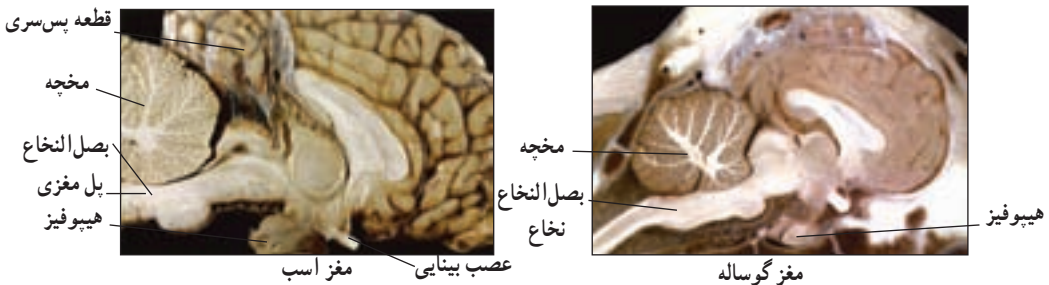 قطعه پس‌سری
مخچه
بصل‌النخاع
پل مغزی
هیپوفیز
عصب بینایی
مغز اسب
مخچه
بصل‌النخاع
نخاع
هیپوفیز
مغز گوساله